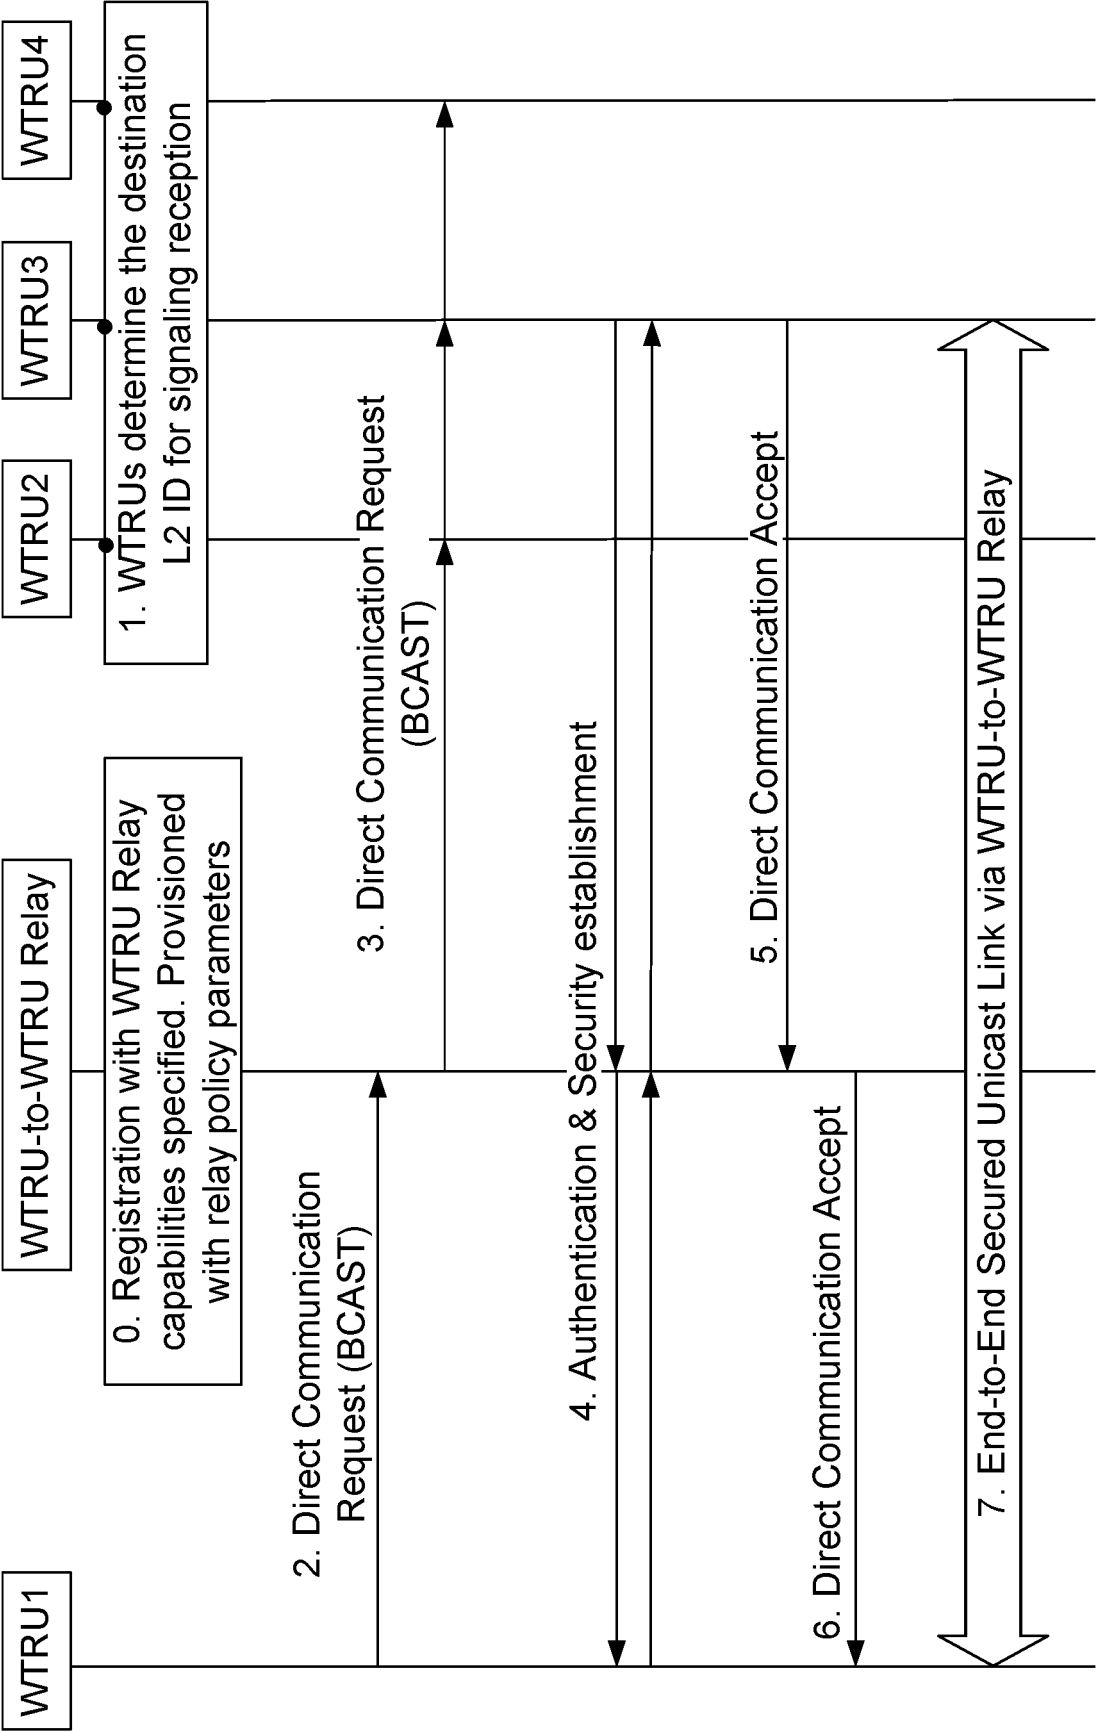 WTRU1
WTRU-to-WTRU Relay
WTRU2
WTRU3
WTRU4
0. Registration with WTRU Relay
capabilities specified. Provisioned
with relay policy parameters
1. WTRUs determine the destination
L2 ID for signaling reception
2. Direct Communication
Request (BCAST)
3. Direct Communication Request
(BCAST)
4. Authentication & Security establishment
5. Direct Communication Accept
6. Direct Communication Accept
7. End-to-End Secured Unicast Link via WTRU-to-WTRU Relay